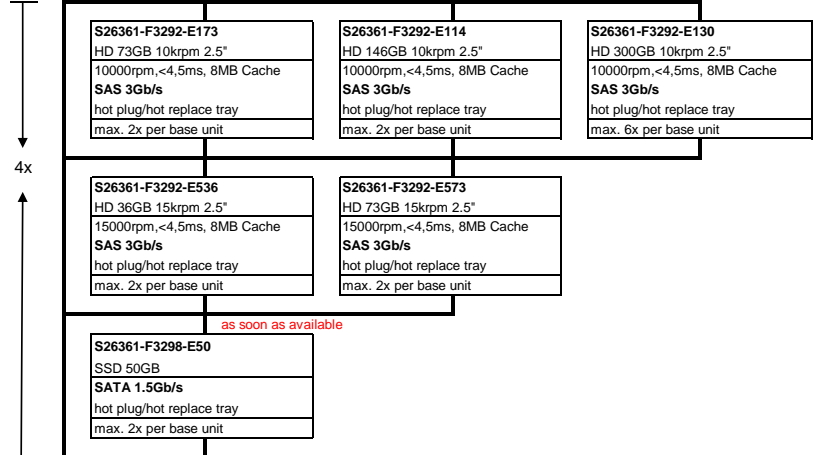 S26361-F3292-E173
HD 73GB 10krpm 2.5"
10000rpm,<4,5ms, 8MB Cache
SAS 3Gb/s
hot plug/hot replace tray
max. 2x per base unit
S26361-F3292-E114
HD 146GB 10krpm 2.5"
10000rpm,<4,5ms, 8MB Cache
SAS 3Gb/s
hot plug/hot replace tray
max. 2x per base unit
S26361-F3292-E130
HD 300GB 10krpm 2.5"
10000rpm,<4,5ms, 8MB Cache
SAS 3Gb/s
hot plug/hot replace tray
max. 6x per base unit
4x
S26361-F3292-E536
HD 36GB 15krpm 2.5"
15000rpm,<4,5ms, 8MB Cache
SAS 3Gb/s
hot plug/hot replace tray
max. 2x per base unit
S26361-F3292-E573
HD 73GB 15krpm 2.5"
15000rpm,<4,5ms, 8MB Cache
SAS 3Gb/s
hot plug/hot replace tray
max. 2x per base unit
as soon as available
S26361-F3298-E50
SSD 50GB
SATA 1.5Gb/s
hot plug/hot replace tray
max. 2x per base unit